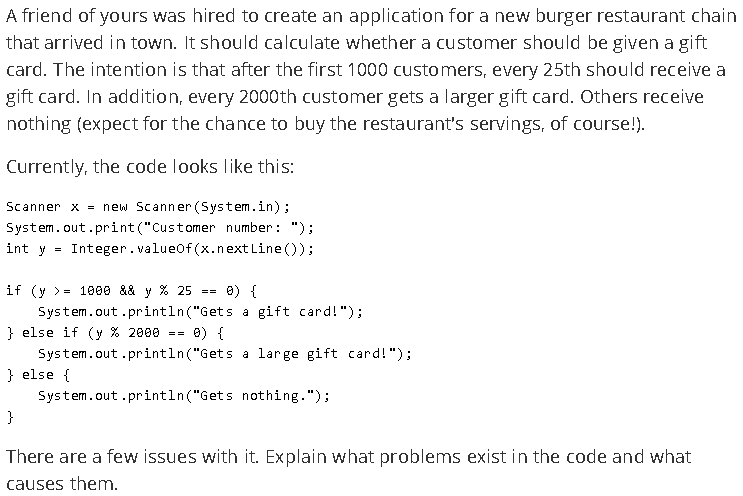 A friend of yours was hired to create an application for a new burger restaurant chain
that arrived in town. It should calculate whether a customer should be given a gift
card. The intention is that after the first 1000 customers, every 25th should receive a
gift card. In addition, every 2000th customer gets a larger gift card. Others receive
nothing (expect for the chance to buy the restaurant's servings, of course!).
Currently, the code looks like this:
Scanner x = new Scanner(System.in);
System.out.print("Customer number: ");
int y = Integer.valueOf(x.nextLine());
if (y >= 1000 && y % 25 == 0) {
    System.out.println("Gets a gift card!");
} else if (y % 2000 == 0) {
    System.out.println("Gets a large gift card!");
} else {
    System.out.println("Gets nothing.");
}
There are a few issues with it. Explain what problems exist in the code and what
causes them.